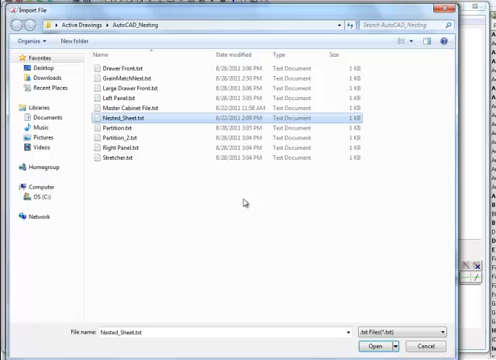 Import File
Active Drawings ▸ AutoCAD_Nesting
Search AutoCAD_Nesting
Organize
New folder
Name
Date modified
Type
Size
Favorites
Desktop
Downloads
Recent Places
Libraries
Documents
Music
Pictures
Videos
Homegroup
Computer
OS (C:)
Network
Drawer Front.txt 8/28/2011 3:06 PM Text Document 1 KB
GrainMatchNest.txt 8/28/2011 2:50 PM Text Document 1 KB
Large Drawer Front.txt 8/28/2011 3:04 PM Text Document 1 KB
Left Panel.txt 8/28/2011 3:05 PM Text Document 1 KB
Master Cabinet File.txt 8/22/2011 11:58 AM Text Document 1 KB
Nested_Sheet.txt 8/22/2011 2:09 PM Text Document 1 KB
Partition.txt 8/28/2011 3:05 PM Text Document 1 KB
Partition_2.txt 8/28/2011 3:04 PM Text Document 1 KB
Right Panel.txt 8/28/2011 3:04 PM Text Document 1 KB
Stretcher.txt 8/28/2011 3:04 PM Text Document 1 KB
File name: Nested_Sheet.txt
.txt Files(*.txt)
Open
Cancel